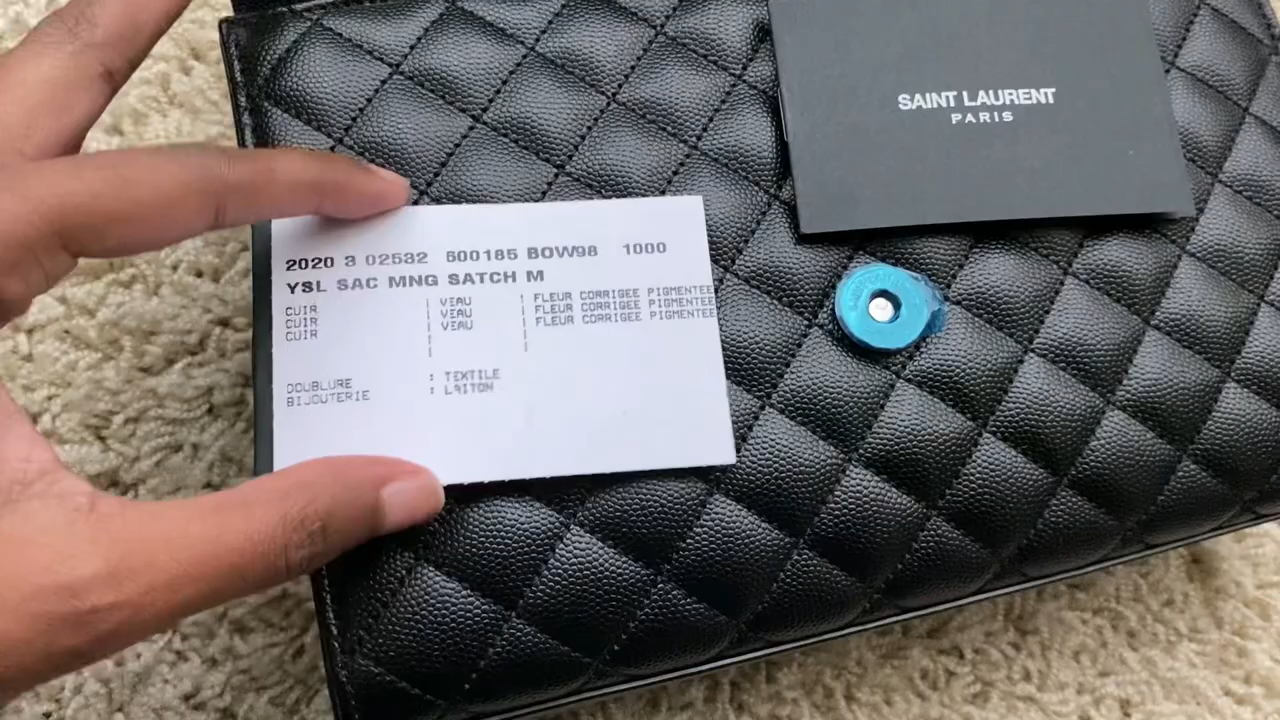 SAINT LAURENT
PARIS
2020 3 02532 600185 BOW98 1000
YSL SAC MNG SATCH M
CUIR | VEAU | FLEUR CORRIGEE PIGMENTEE
CUIR | VEAU | FLEUR CORRIGEE PIGMENTEE
CUIR | VEAU | FLEUR CORRIGEE PIGMENTEE
DOUBLURE : TEXTILE
BIJOUTERIE : LAITON